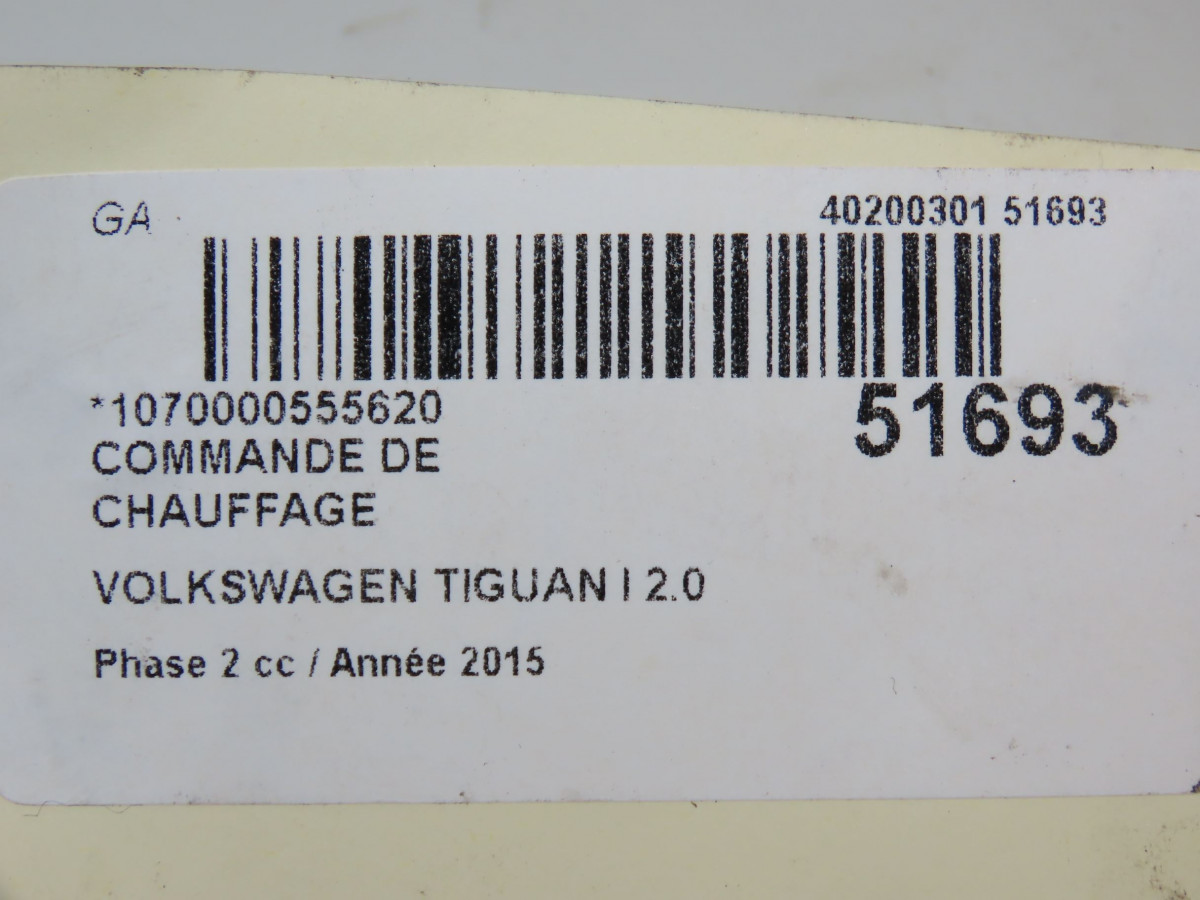 GA 40200301 51693
*1070000555620
51693
COMMANDE DE
CHAUFFAGE
VOLKSWAGEN TIGUAN I 2.0
Phase 2 cc / Année 2015